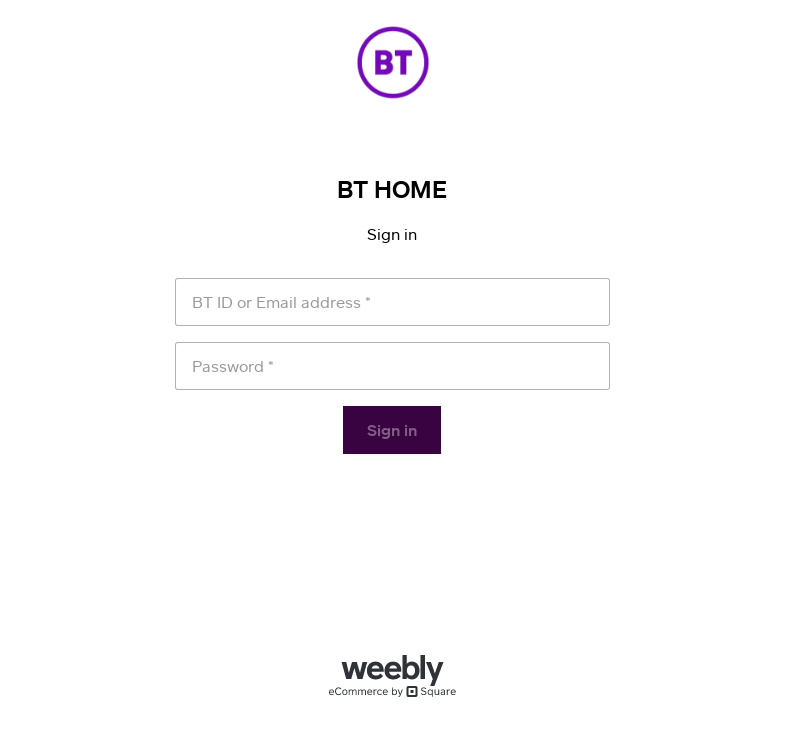 BT
BT HOME
Sign in
BT ID or Email address *
Password *
Sign in
weebly
eCommerce by Square